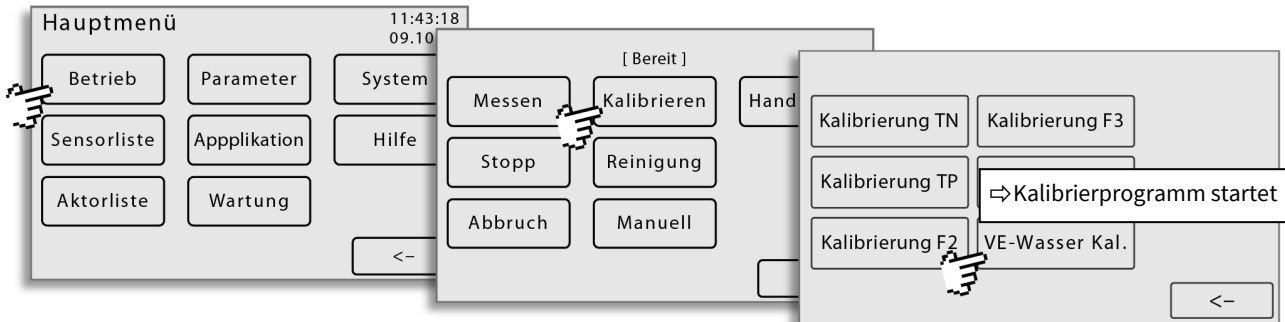 Hauptmenü
11:43:18
09.10
Betrieb
Parameter
System
Sensorliste
Appplikation
Hilfe
Aktorliste
Wartung
<–
[ Bereit ]
Messen
Kalibrieren
Hand
Stopp
Reinigung
Abbruch
Manuell
Kalibrierung TN
Kalibrierung F3
Kalibrierung TP
⇨Kalibrierprogramm startet
Kalibrierung F2
VE-Wasser Kal.
<–